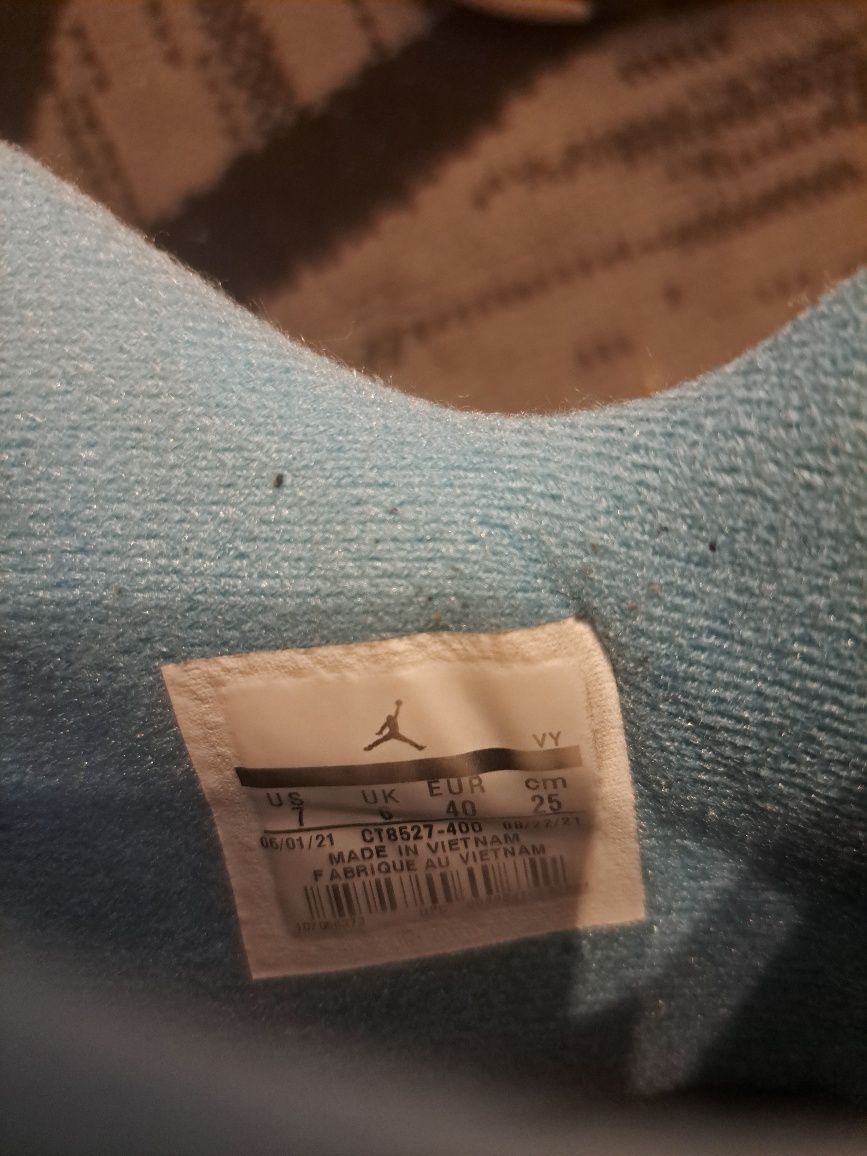 VY
US UK EUR cm
7 6 40 25
06/01/21 CT8527-400 08/22/21
MADE IN VIETNAM
FABRIQUE AU VIETNAM